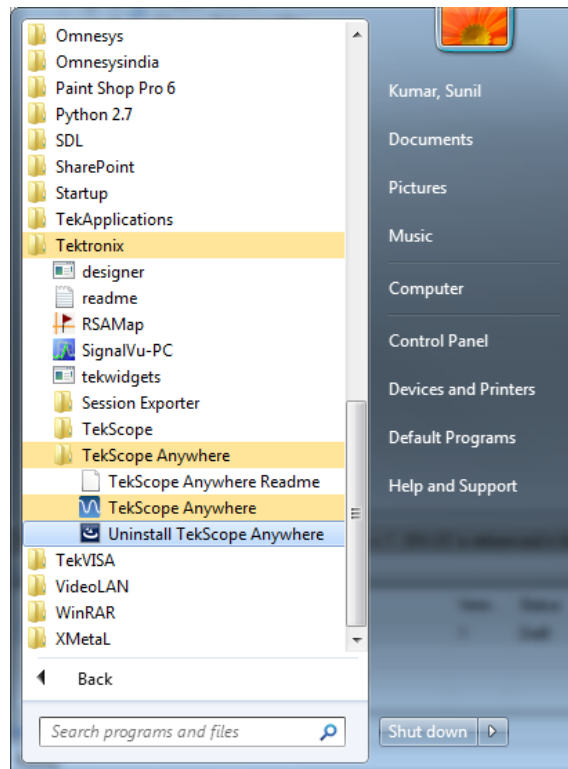 Omnesys
Omnesysindia
Paint Shop Pro 6
Python 2.7
SDL
SharePoint
Startup
TekApplications
Tektronix
designer
readme
RSAMap
SignalVu-PC
tekwidgets
Session Exporter
TekScope
TekScope Anywhere
TekScope Anywhere Readme
TekScope Anywhere
Uninstall TekScope Anywhere
TekVISA
VideoLAN
WinRAR
XMetaL
Back
Search programs and files
Kumar, Sunil
Documents
Pictures
Music
Computer
Control Panel
Devices and Printers
Default Programs
Help and Support
Shut down